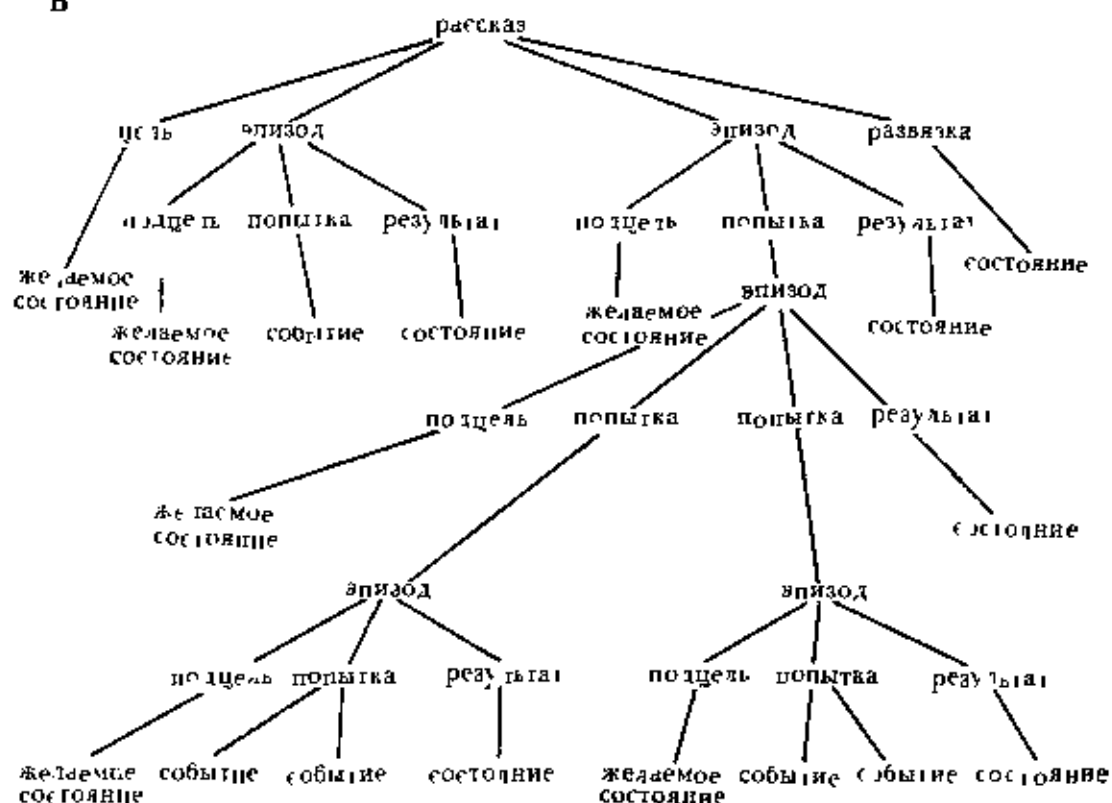 В
рассказ
цель эпизод эпизод развязка
подцель попытка результат подцель попытка результат
состояние
желаемое
состояние
эпизод
желаемое событие состояние
состояние
желаемое
состояние
состояние
подцель попытка попытка результат
желаемое
состояние
состояние
эпизод эпизод
подцель попытка результат подцель попытка результат
желаемое событие событие состояние желаемое событие событие состояние
состояние состояние